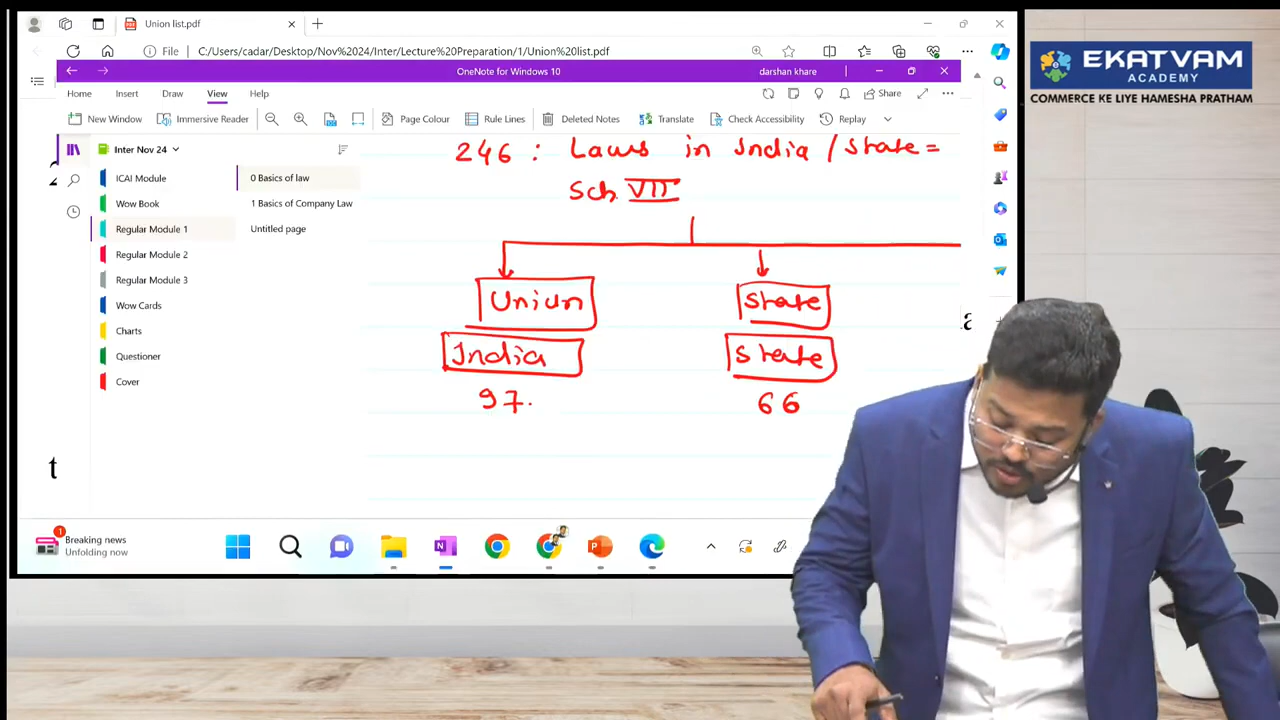 Union list.pdf
File C:/Users/cadar/Desktop/Nov%2024/Inter/Lecture%20Preparation/1/Union%20list.pdf
OneNote for Windows 10
darshan khare
Home Insert Draw View Help
Share
New Window Immersive Reader Page Colour Rule Lines Deleted Notes Translate Check Accessibility Replay
Inter Nov 24
ICAI Module
Wow Book
Regular Module 1
Regular Module 2
Regular Module 3
Wow Cards
Charts
Questioner
Cover
0 Basics of law
1 Basics of Company Law
Untitled page
246 : Laws in India / State =
Sch. VII
Union State
India State
97. 66
1
Breaking news
Unfolding now
EKATVAM
ACADEMY
COMMERCE KE LIYE HAMESHA PRATHAM